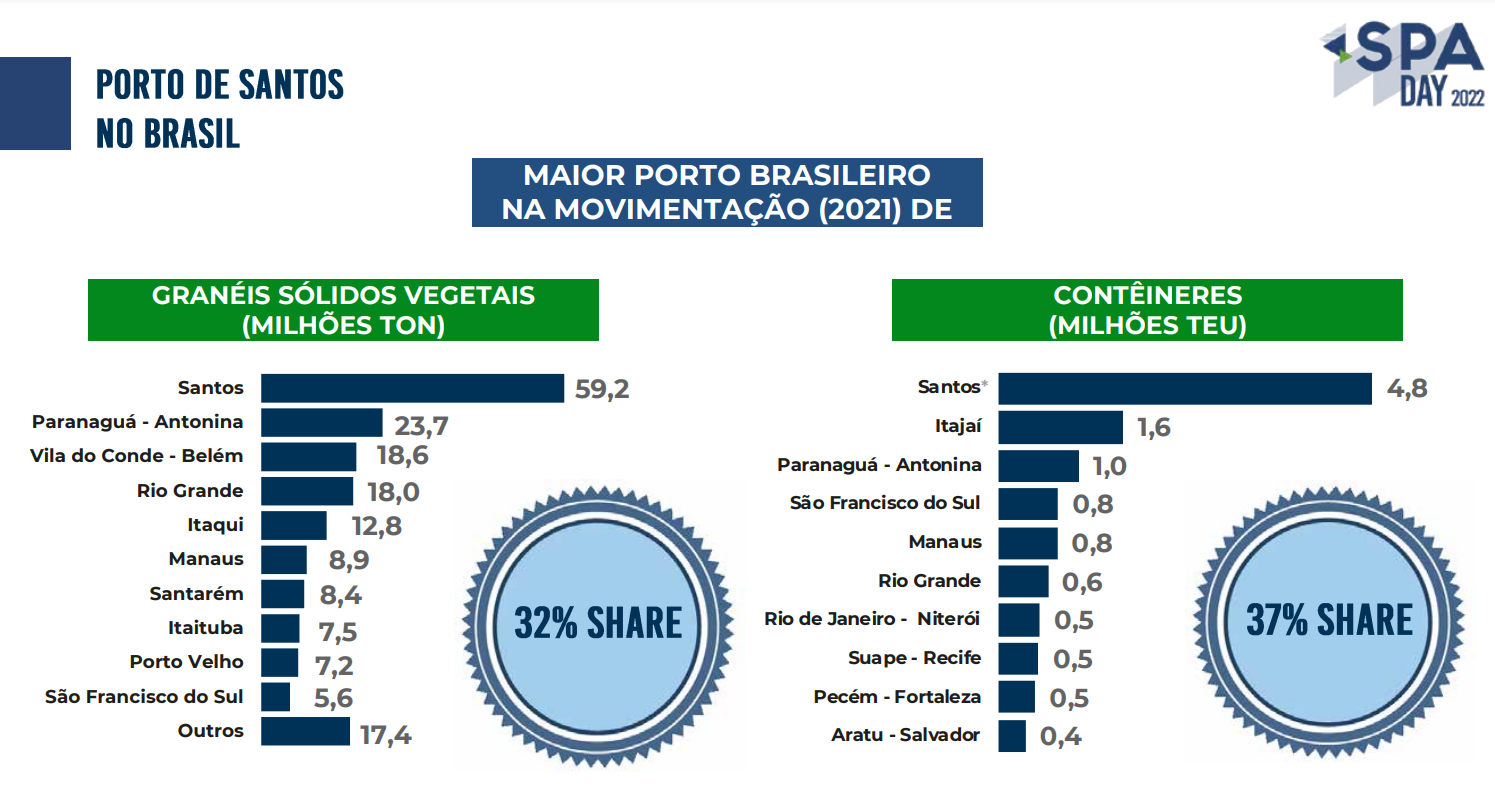 SPA
DAY 2022
PORTO DE SANTOS
NO BRASIL
MAIOR PORTO BRASILEIRO
NA MOVIMENTAÇÃO (2021) DE
GRANÉIS SÓLIDOS VEGETAIS
(MILHÕES TON)
Santos 59,2
Paranaguá - Antonina 23,7
Vila do Conde - Belém 18,6
Rio Grande 18,0
Itaqui 12,8
Manaus 8,9
Santarém 8,4
Itaituba 7,5
Porto Velho 7,2
São Francisco do Sul 5,6
Outros 17,4
32% SHARE
CONTÊINERES
(MILHÕES TEU)
Santos* 4,8
Itajaí 1,6
Paranaguá - Antonina 1,0
São Francisco do Sul 0,8
Manaus 0,8
Rio Grande 0,6
Rio de Janeiro - Niterói 0,5
Suape - Recife 0,5
Pecém - Fortaleza 0,5
Aratu - Salvador 0,4
37% SHARE